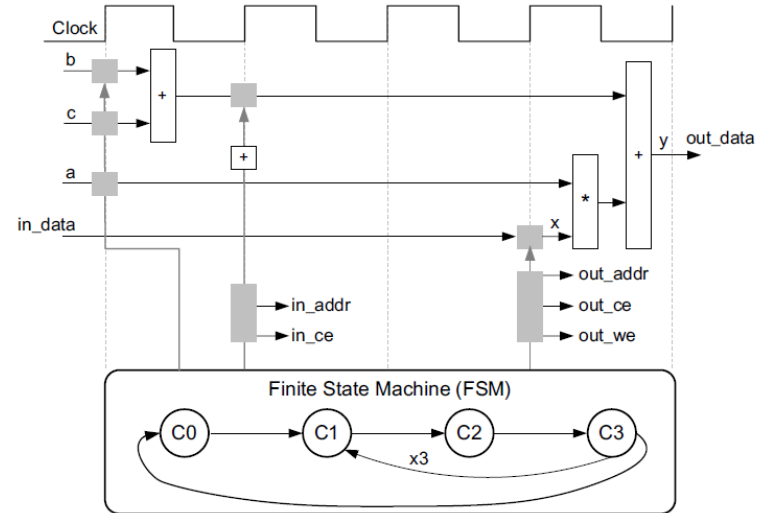 Clock
b
+
c
+
a
in_data
*
x
+
y
out_data
in_addr
in_ce
out_addr
out_ce
out_we
Finite State Machine (FSM)
C0
C1
C2
C3
x3